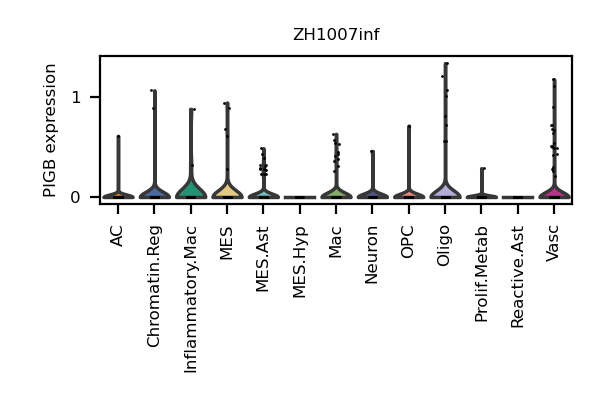 ZH1007inf
PIGB expression
1
0
AC
Chromatin.Reg
Inflammatory.Mac
MES
MES.Ast
MES.Hyp
Mac
Neuron
OPC
Oligo
Prolif.Metab
Reactive.Ast
Vasc